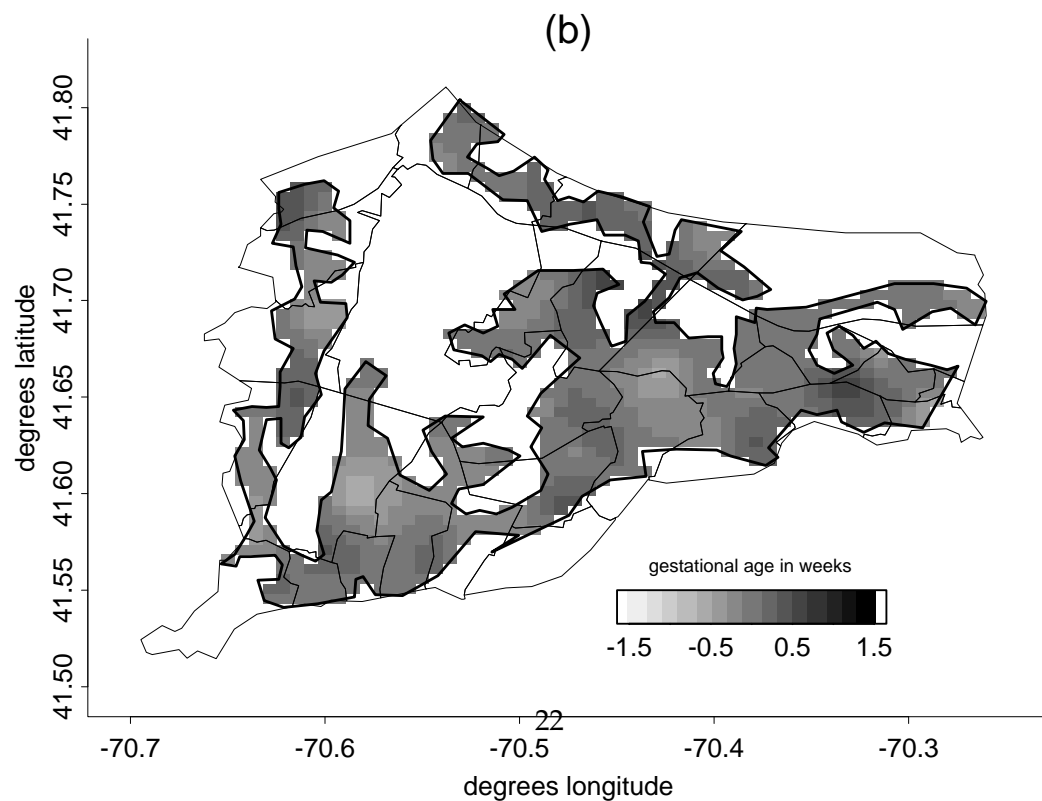 (b)
degrees latitude
41.80
41.75
41.70
41.65
41.60
41.55
41.50
gestational age in weeks
-1.5 -0.5 0.5 1.5
22
-70.7 -70.6 -70.5 -70.4 -70.3
degrees longitude